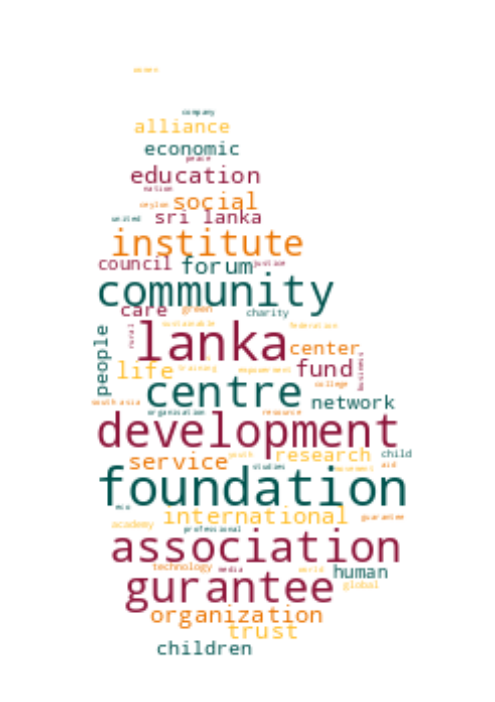 women
company
alliance
economic
peace
education
nation
social
ceylon
united
sri lanka
institute
council
forum
justice
community
care
green
charity
sustainable
federation
rural
lanka
center
people
life
training
empowerment
fund
business
centre
college
south asia
network
organisation
resource
development
service
youth
research
child
studies
movement
aid
foundation
eco
international
guarantee
academy
professional
association
technology
media
world
human
gurantee
global
organization
trust
children